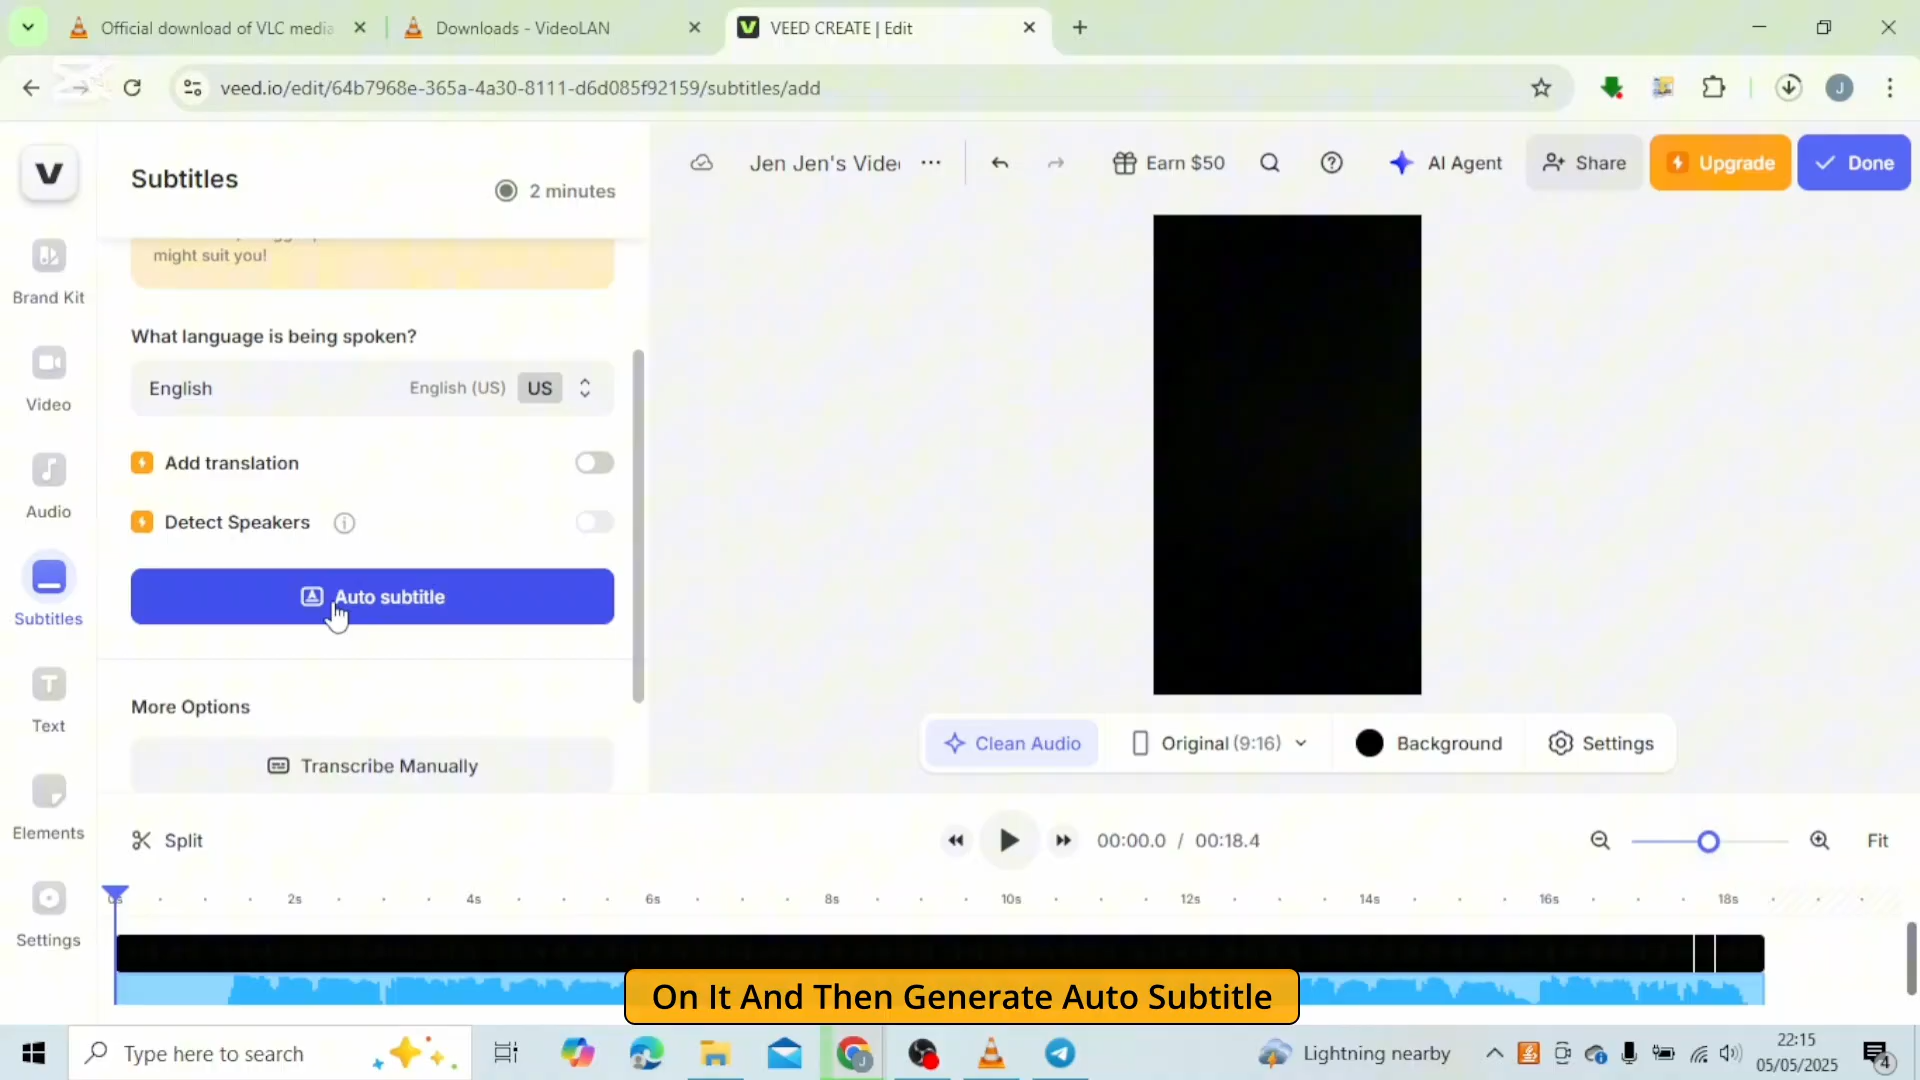 Official download of VLC media
Downloads - VideoLAN
VEED CREATE | Edit
veed.io/edit/64b7968e-365a-4a30-8111-d6d085f92159/subtitles/add
J
Subtitles
2 minutes
Jen Jen's Video
Earn $50
AI Agent
Share
Upgrade
Done
might suit you!
What language is being spoken?
English
English (US)
US
Add translation
Detect Speakers
Auto subtitle
More Options
Transcribe Manually
Brand Kit
Video
Audio
Subtitles
Text
Elements
Settings
Clean Audio
Original (9:16)
Background
Settings
Split
00:00.0 / 00:18.4
Fit
2s
4s
6s
8s
10s
12s
14s
16s
18s
On It And Then Generate Auto Subtitle
Type here to search
Lightning nearby
22:15
05/05/2025
4